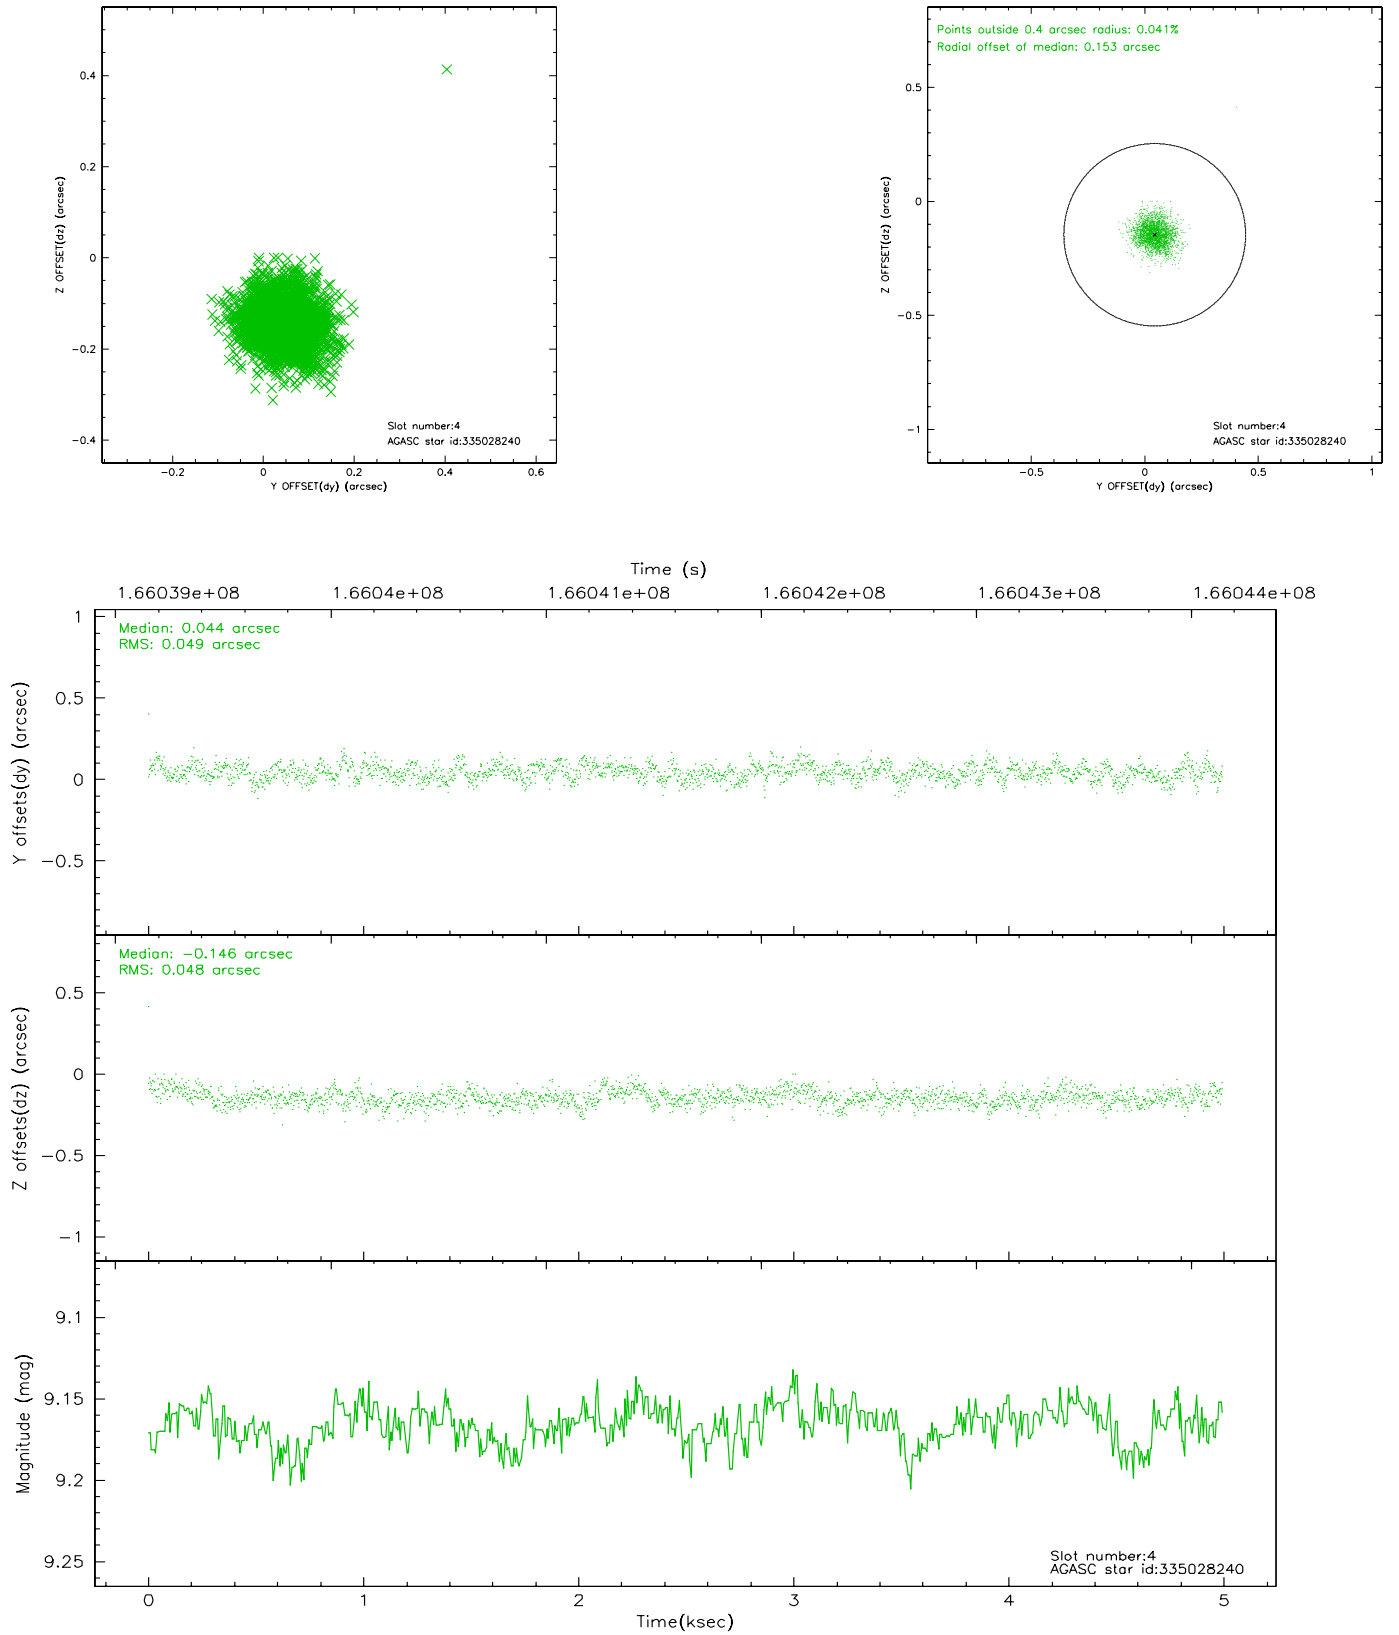 0.4
0.2
0
−0.2
−0.4
Z OFFSET(dz) (arcsec)
Slot number:4
AGASC star id:335028240
−0.2 0 0.2 0.4 0.6
Y OFFSET(dy) (arcsec)
Points outside 0.4 arcsec radius: 0.041%
Radial offset of median: 0.153 arcsec
0.5
0
−0.5
−1
Z OFFSET(dz) (arcsec)
Slot number:4
AGASC star id:335028240
−0.5 0 0.5 1
Y OFFSET(dy) (arcsec)
Time (s)
1.66039e+08 1.6604e+08 1.66041e+08 1.66042e+08 1.66043e+08 1.66044e+08
Median: 0.044 arcsec
RMS: 0.049 arcsec
1
0.5
0
−0.5
Y offsets(dy) (arcsec)
Median: −0.146 arcsec
RMS: 0.048 arcsec
0.5
0
−0.5
−1
Z offsets(dz) (arcsec)
9.1
9.15
9.2
9.25
Magnitude (mag)
Slot number:4
AGASC star id:335028240
0 1 2 3 4 5
Time(ksec)